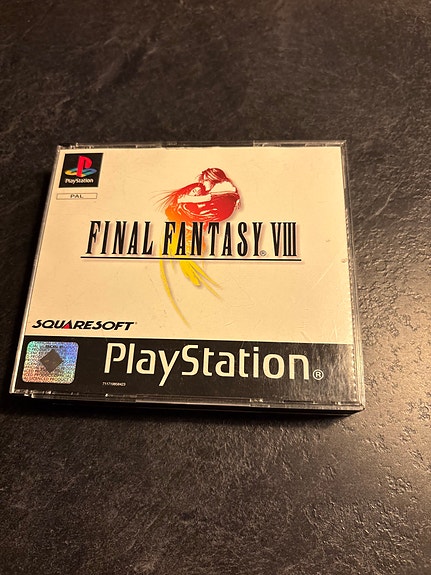 PlayStation
PAL
FINAL FANTASY VIII
®
SQUARESOFT
PlayStation®